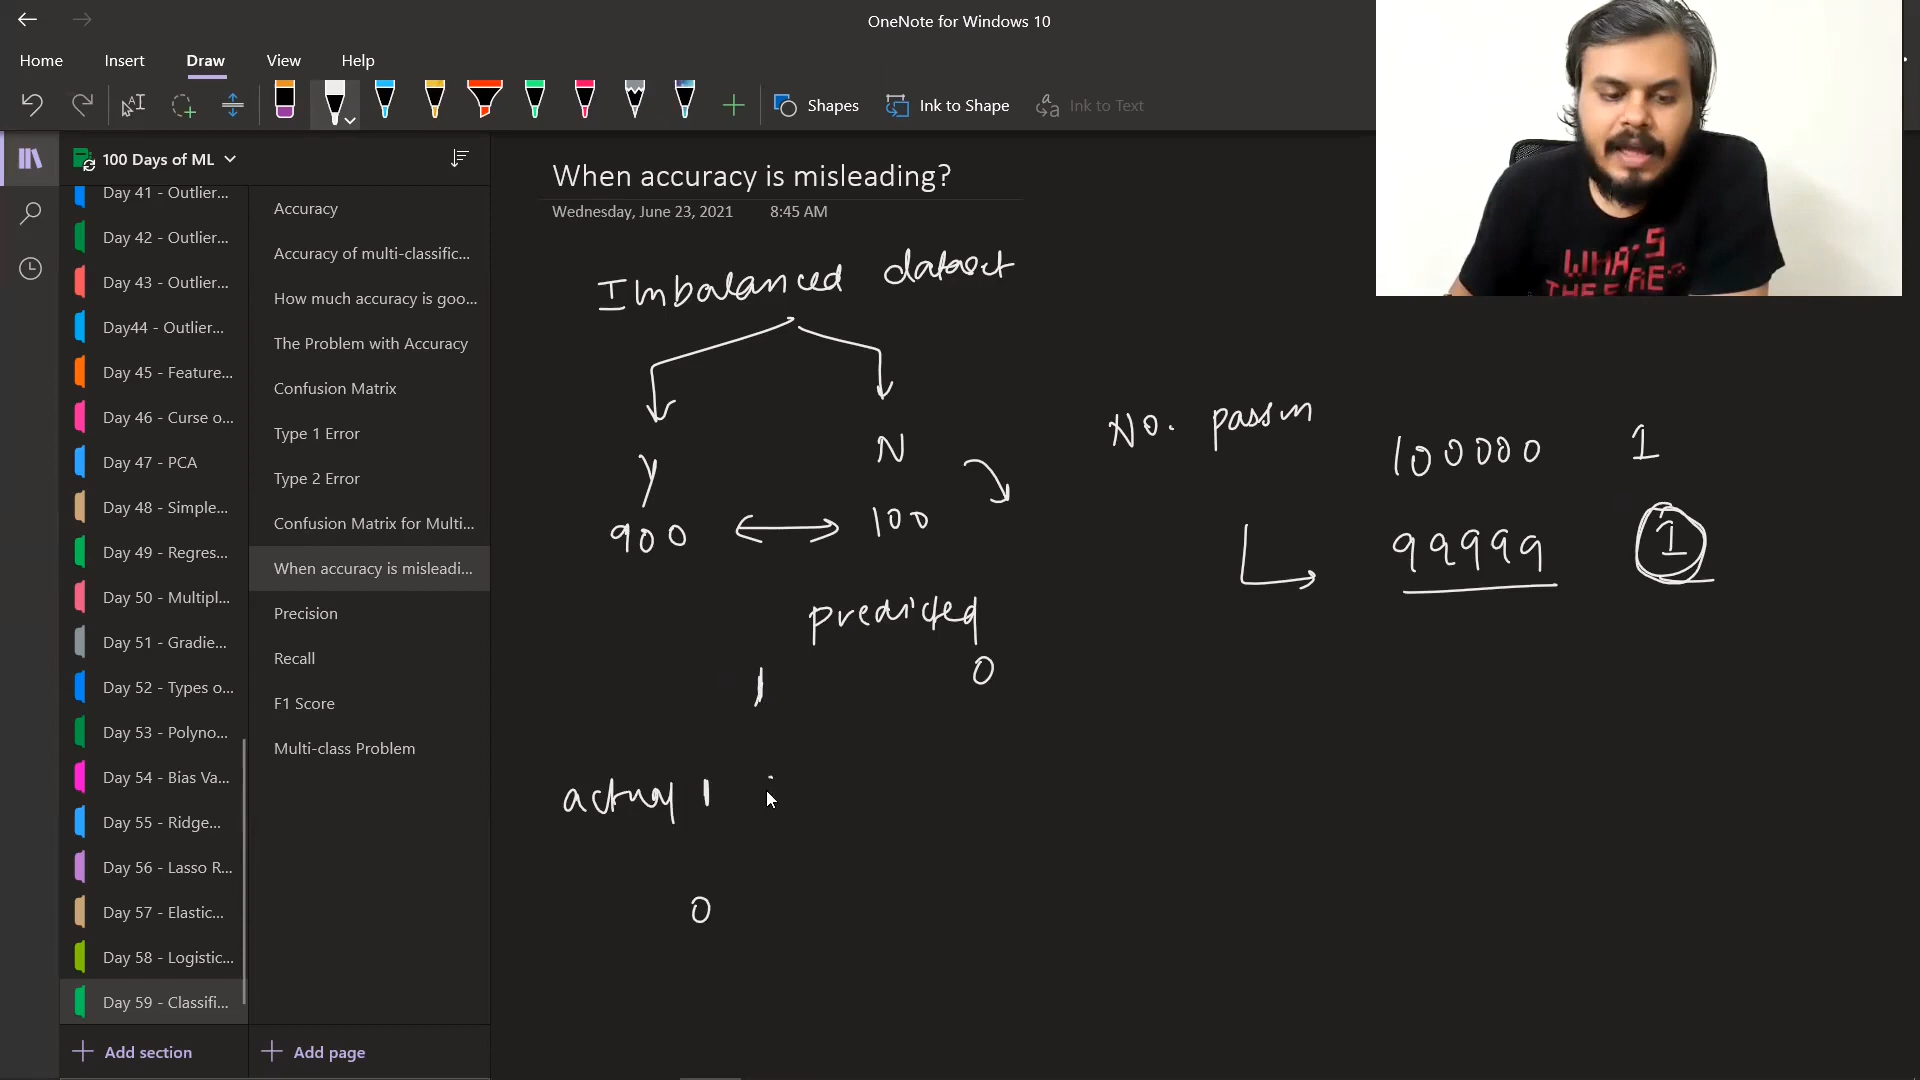 OneNote for Windows 10
Home Insert Draw View Help
Shapes Ink to Shape Ink to Text
100 Days of ML
Day 41 - Outlier...
Day 42 - Outlier...
Day 43 - Outlier...
Day44 - Outlier...
Day 45 - Feature...
Day 46 - Curse o...
Day 47 - PCA
Day 48 - Simple...
Day 49 - Regres...
Day 50 - Multipl...
Day 51 - Gradie...
Day 52 - Types o...
Day 53 - Polyno...
Day 54 - Bias Va...
Day 55 - Ridge...
Day 56 - Lasso R...
Day 57 - Elastic...
Day 58 - Logistic...
Day 59 - Classifi...
Add section
Accuracy
Accuracy of multi-classific...
How much accuracy is goo...
The Problem with Accuracy
Confusion Matrix
Type 1 Error
Type 2 Error
Confusion Matrix for Multi...
When accuracy is misleadi...
Precision
Recall
F1 Score
Multi-class Problem
Add page
When accuracy is misleading?
Wednesday, June 23, 2021 8:45 AM
Imbalanced dataset
Y N
900 100
predicted
1 0
actual 1
0
No.
100000 1
99999 1
WHA'S